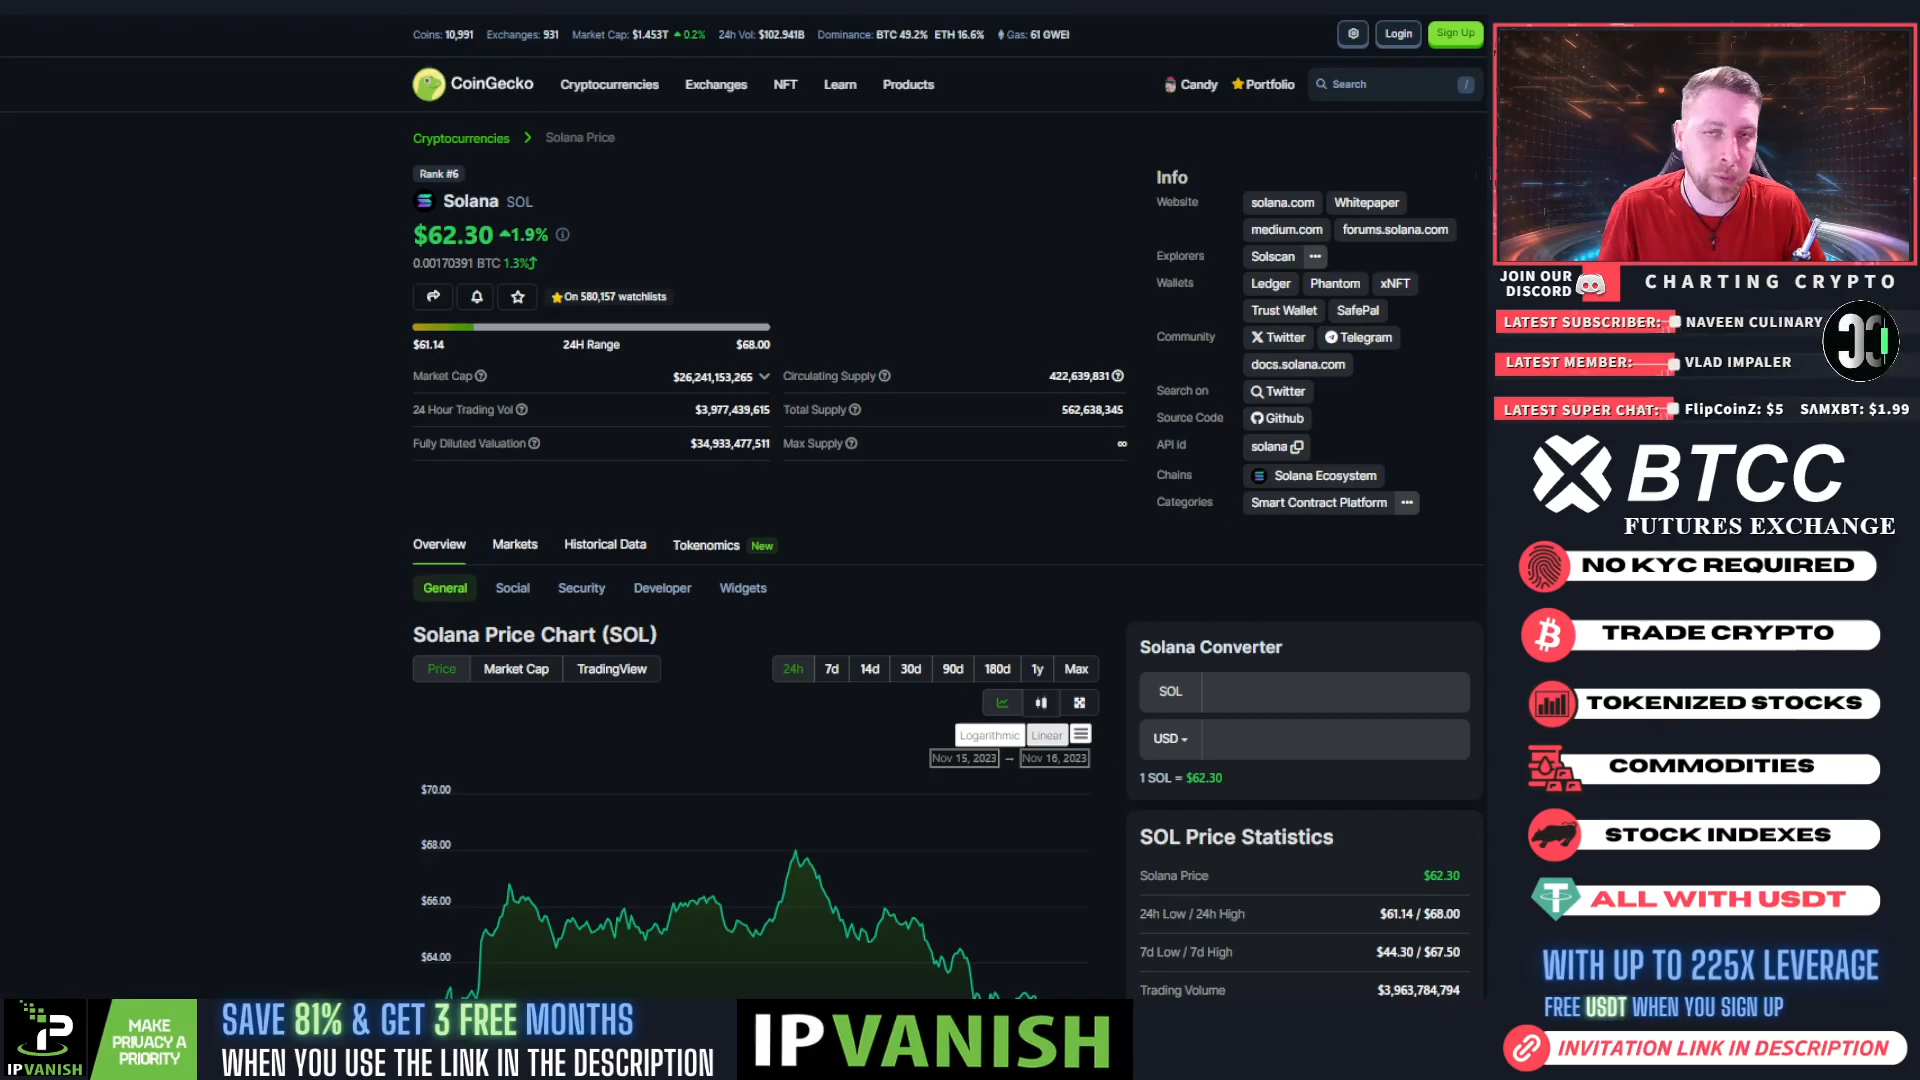 Coins: 10,991 Exchanges: 931 Market Cap: $1.453T 0.2% 24h Vol: $102.941B Dominance: BTC 49.2% ETH 16.6% Gas: 61 GWEI
Login Sign Up
CoinGecko Cryptocurrencies Exchanges NFT Learn Products Candy Portfolio Search /
Cryptocurrencies Solana Price
Rank #6
Solana SOL
$62.30 1.9%
0.00170391 BTC 1.3%
On 580,157 watchlists
$61.14 24H Range $68.00
Market Cap $26,241,153,265
24 Hour Trading Vol $3,977,439,615
Fully Diluted Valuation $34,933,477,511
Circulating Supply 422,639,831
Total Supply 562,638,345
Max Supply ∞
Info
Website solana.com Whitepaper
medium.com forums.solana.com
Explorers Solscan
Wallets Ledger Phantom xNFT
Trust Wallet SafePal
Community Twitter Telegram
docs.solana.com
Search on Twitter
Source Code Github
API id solana
Chains Solana Ecosystem
Categories Smart Contract Platform
Overview Markets Historical Data Tokenomics New
General Social Security Developer Widgets
Solana Price Chart (SOL)
Price Market Cap TradingView
24h 7d 14d 30d 90d 180d 1y Max
Logarithmic Linear
Nov 15, 2023 → Nov 16, 2023
$70.00
$68.00
$66.00
$64.00
Solana Converter
SOL
USD
1 SOL = $62.30
SOL Price Statistics
Solana Price $62.30
24h Low / 24h High $61.14 / $68.00
7d Low / 7d High $44.30 / $67.50
Trading Volume $3,963,784,794
JOIN OUR
DISCORD
CHARTING CRYPTO
LATEST SUBSCRIBER: NAVEEN CULINARY
LATEST MEMBER: VLAD IMPALER
LATEST SUPER CHAT: FlipCoinZ: $5 SΛMXBT: $1.99
BTCC
FUTURES EXCHANGE
NO KYC REQUIRED
TRADE CRYPTO
TOKENIZED STOCKS
COMMODITIES
STOCK INDEXES
ALL WITH USDT
WITH UP TO 225X LEVERAGE
FREE USDT WHEN YOU SIGN UP
INVITATION LINK IN DESCRIPTION
IPVANISH
MAKE
PRIVACY A
PRIORITY
SAVE 81% & GET 3 FREE MONTHS
WHEN YOU USE THE LINK IN THE DESCRIPTION
IPVANISH